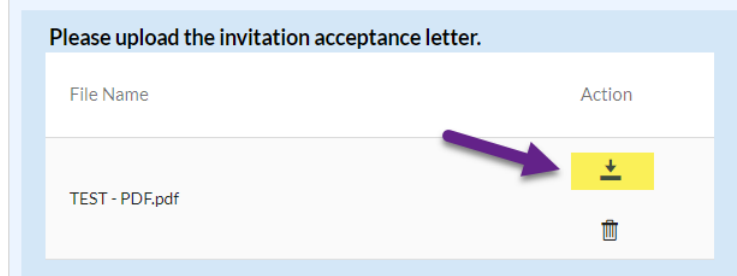 Please upload the invitation acceptance letter.
File Name Action
TEST - PDF.pdf